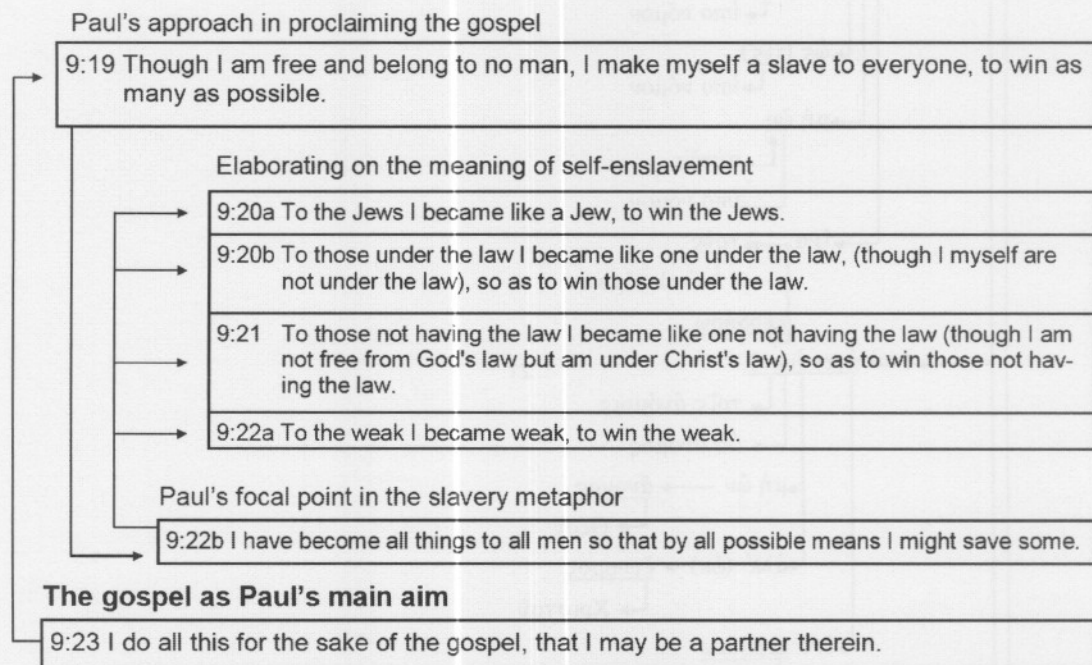 Paul's approach in proclaiming the gospel
9:19 Though I am free and belong to no man, I make myself a slave to everyone, to win as
many as possible.
Elaborating on the meaning of self-enslavement
9:20a To the Jews I became like a Jew, to win the Jews.
9:20b To those under the law I became like one under the law, (though I myself are
not under the law), so as to win those under the law.
9:21 To those not having the law I became like one not having the law (though I am
not free from God's law but am under Christ's law), so as to win those not hav-
ing the law.
9:22a To the weak I became weak, to win the weak.
Paul's focal point in the slavery metaphor
9:22b I have become all things to all men so that by all possible means I might save some.
The gospel as Paul's main aim
9:23 I do all this for the sake of the gospel, that I may be a partner therein.